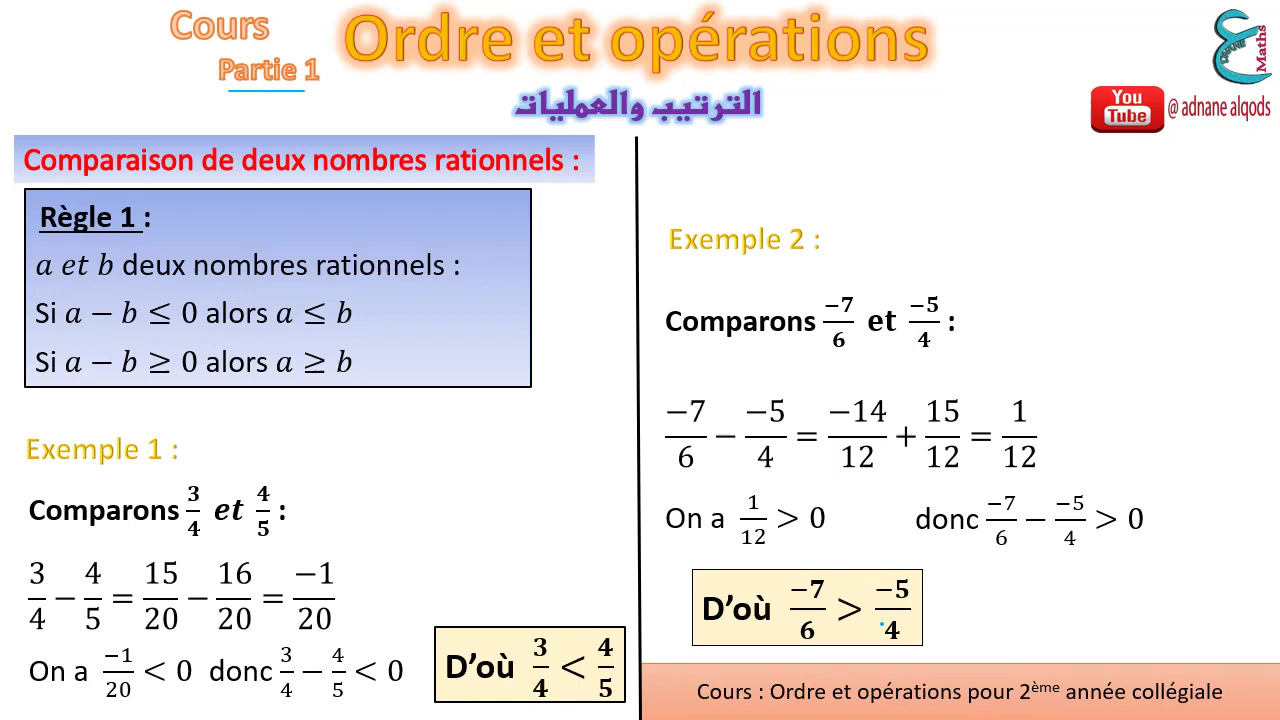 Cours
Partie 1
Ordre et opérations
الترتيب والعمليات
ADNANE Maths
You Tube @ adnane alqods
Comparaison de deux nombres rationnels :
Règle 1 :
a et b deux nombres rationnels :
Si a − b ≤ 0 alors a ≤ b
Si a − b ≥ 0 alors a ≥ b
Exemple 1 :
Comparons 3/4 et 4/5 :
3/4 − 4/5 = 15/20 − 16/20 = −1/20
On a −1/20 < 0 donc 3/4 − 4/5 < 0
D’où 3/4 < 4/5
Exemple 2 :
Comparons −7/6 et −5/4 :
−7/6 − −5/4 = −14/12 + 15/12 = 1/12
On a 1/12 > 0 donc −7/6 − −5/4 > 0
D’où −7/6 > −5/4
Cours : Ordre et opérations pour 2ème année collégiale